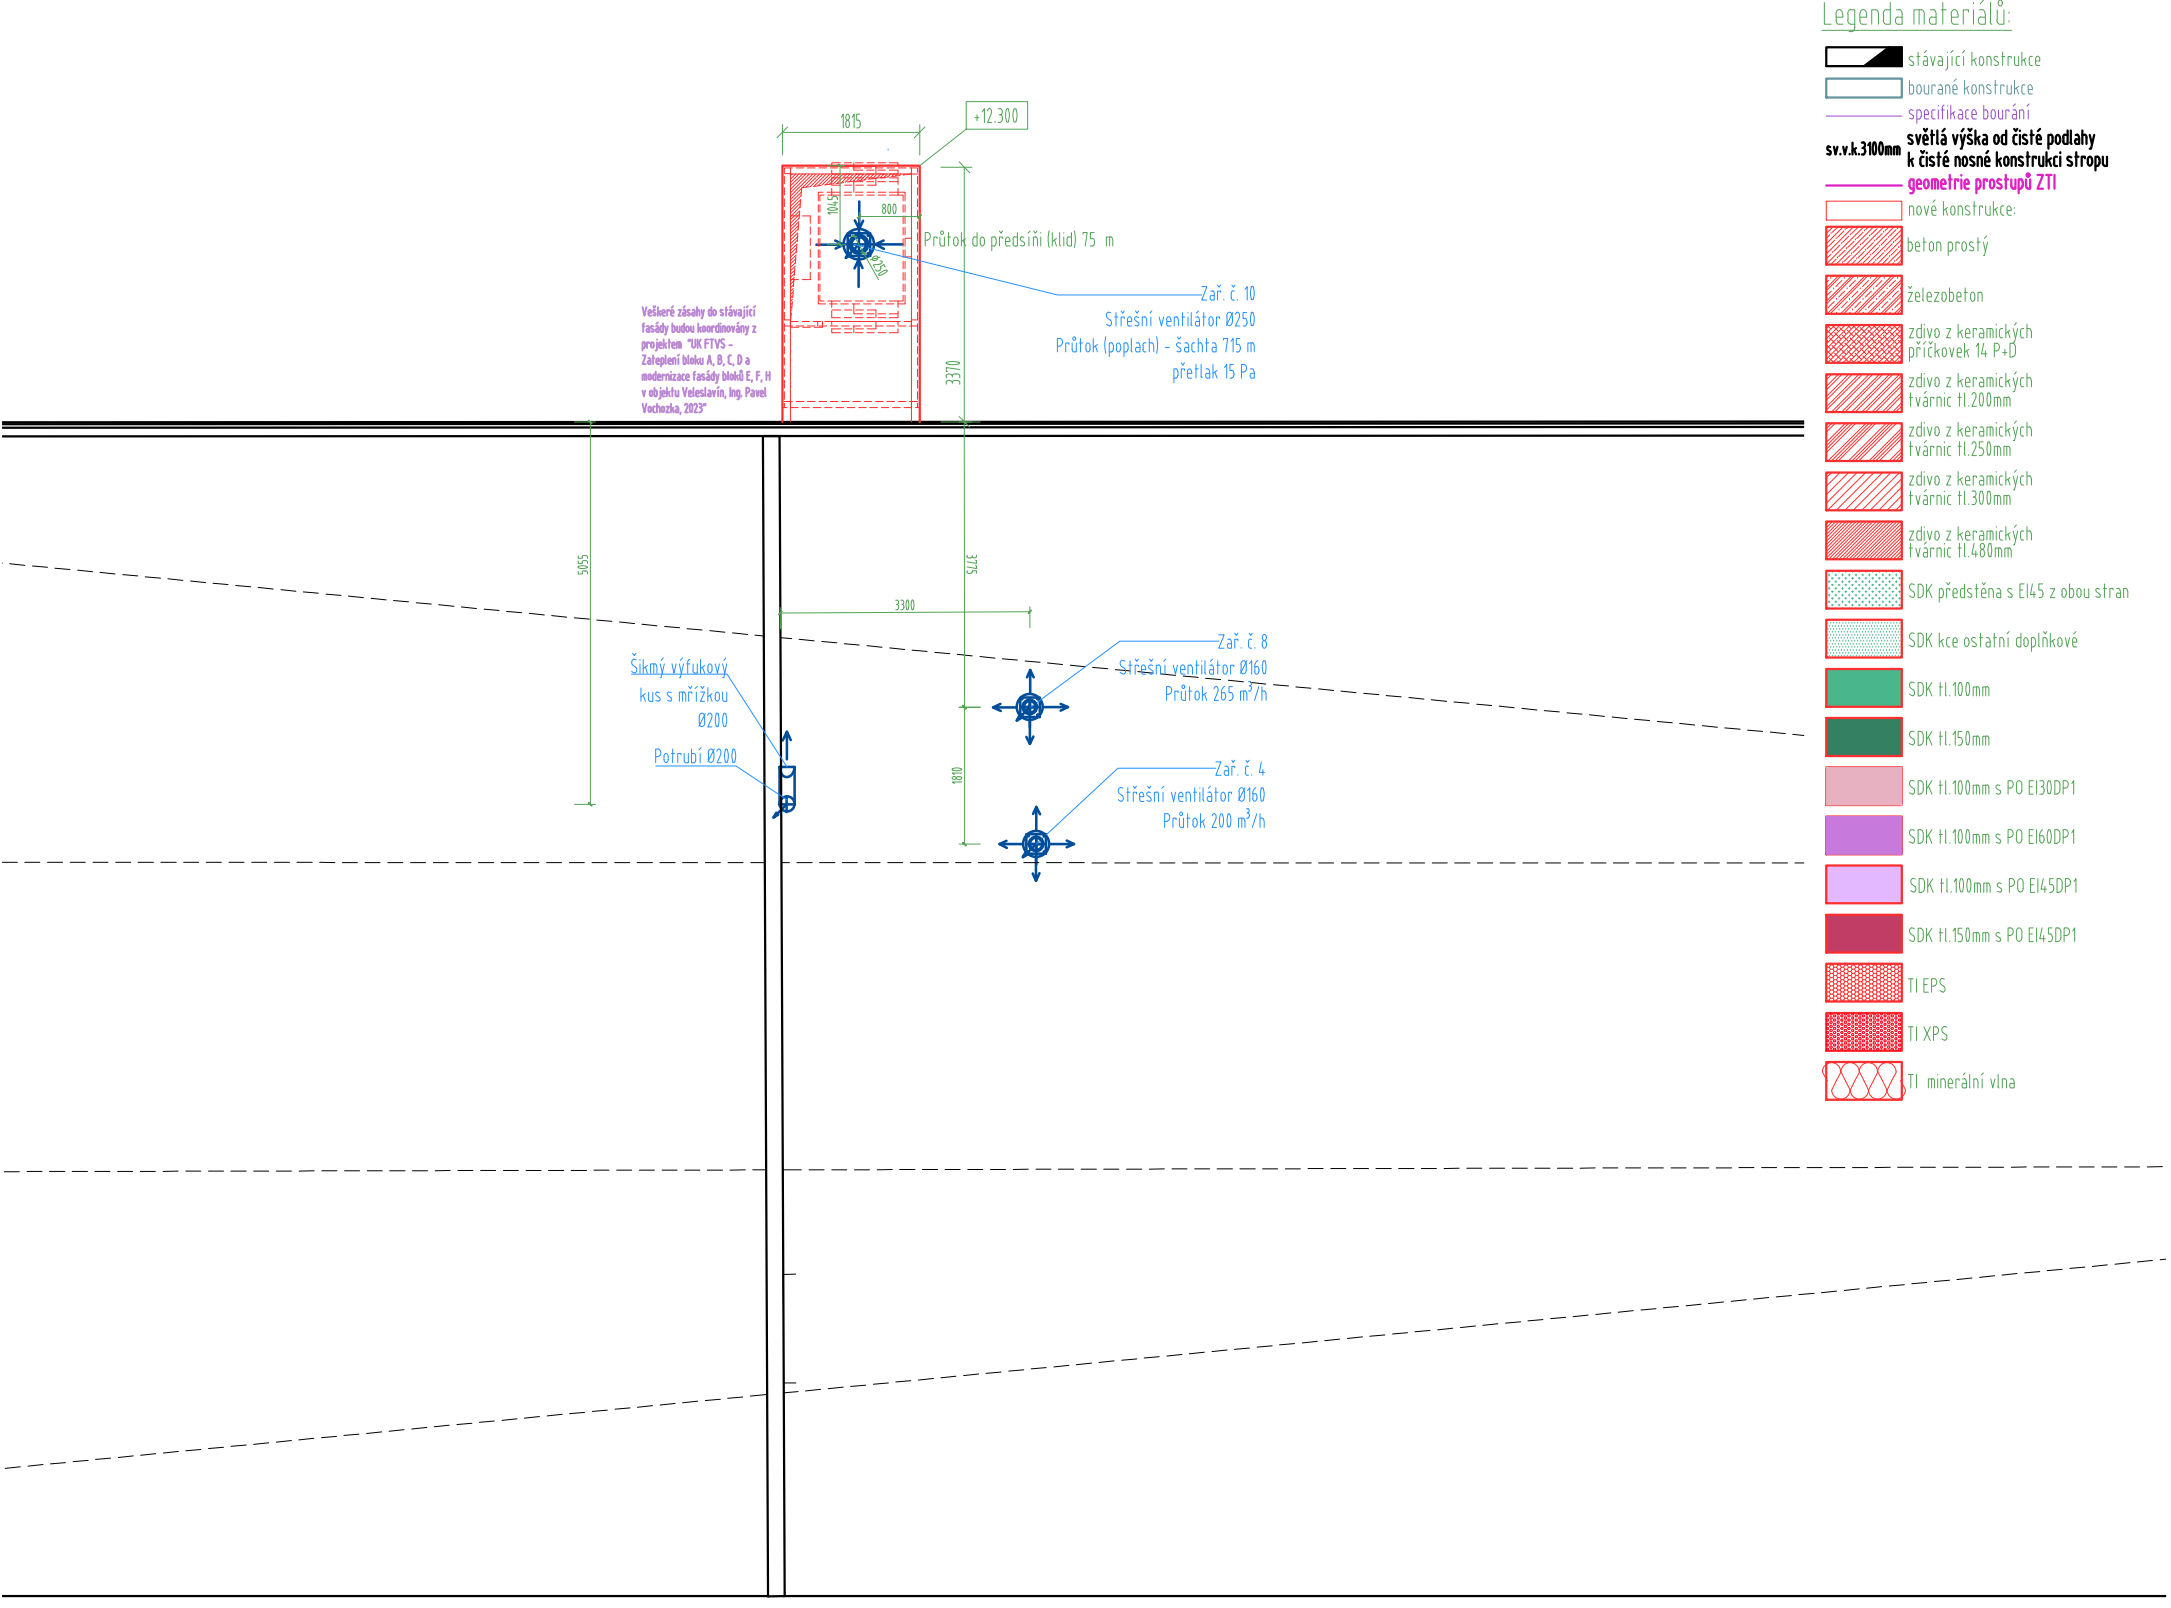 1815
+12.300
1045
800
Ø250
Průtok do předsíňi (klid) 75  m
Zař. č. 10
Střešní ventilátor Ø250
Průtok (poplach) - šachta 715 m
přetlak 15 Pa
Veškeré zásahy do stávající
fasády budou koordinovány z
projektem  "UK FTVS -
Zateplení bloku A, B, C, D a
modernizace fasády bloků E, F, H
v objektu Veleslavín, Ing. Pavel
Vochozka, 2023"
3370
5055
3775
3300
Zař. č. 8
Střešní ventilátor Ø160
Průtok 265 m³/h
Šikmý výfukový
kus s mřížkou
Ø200
Potrubí Ø200
1810
Zař. č. 4
Střešní ventilátor Ø160
Průtok 200 m³/h
Legenda materiálů:
stávající konstrukce
bourané konstrukce
specifikace bourání
sv.v.k.3100mm
světlá výška od čisté podlahy
k čisté nosné konstrukci stropu
geometrie prostupů ZTI
nové konstrukce:
beton prostý
železobeton
zdivo z keramických
příčkovek 14 P+D
zdivo z keramických
tvárnic tl.200mm
zdivo z keramických
tvárnic tl.250mm
zdivo z keramických
tvárnic tl.300mm
zdivo z keramických
tvárnic tl.480mm
SDK předstěna s EI45 z obou stran
SDK kce ostatní doplňkové
SDK tl.100mm
SDK tl.150mm
SDK tl.100mm s PO EI30DP1
SDK tl.100mm s PO EI60DP1
SDK tl.100mm s PO EI45DP1
SDK tl.150mm s PO EI45DP1
TI EPS
TI XPS
TI  minerální vlna